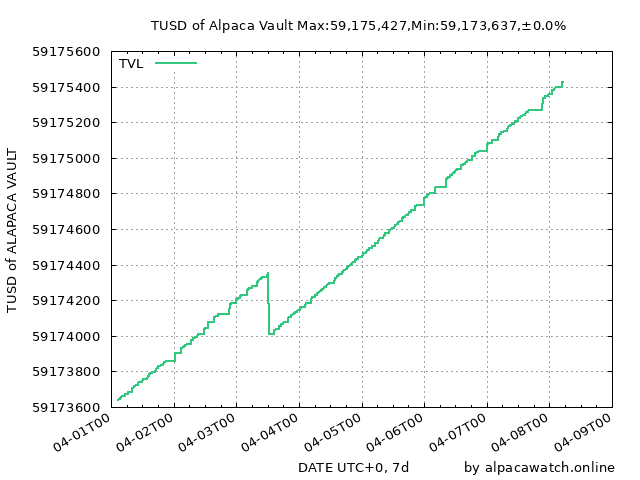 TUSD of Alpaca Vault Max:59,175,427,Min:59,173,637,±0.0%
TVL
59175600
59175400
59175200
59175000
59174800
59174600
59174400
59174200
59174000
59173800
59173600
TUSD of ALAPACA VAULT
04-01T00
04-02T00
04-03T00
04-04T00
04-05T00
04-06T00
04-07T00
04-08T00
04-09T00
DATE UTC+0, 7d
by alpacawatch.online